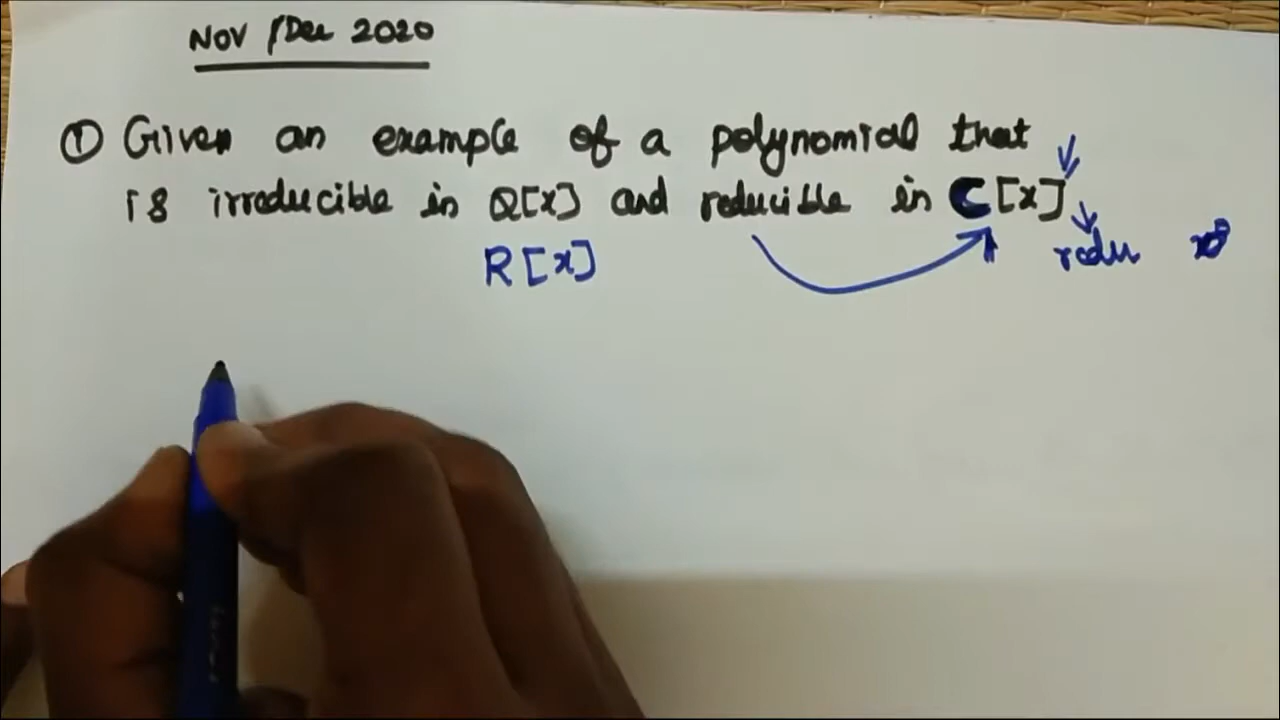 Nov /Dec 2020
① Given an example of a polynomial that
is irreducible in Q[x] and reducible in C[x]
R[x] redu